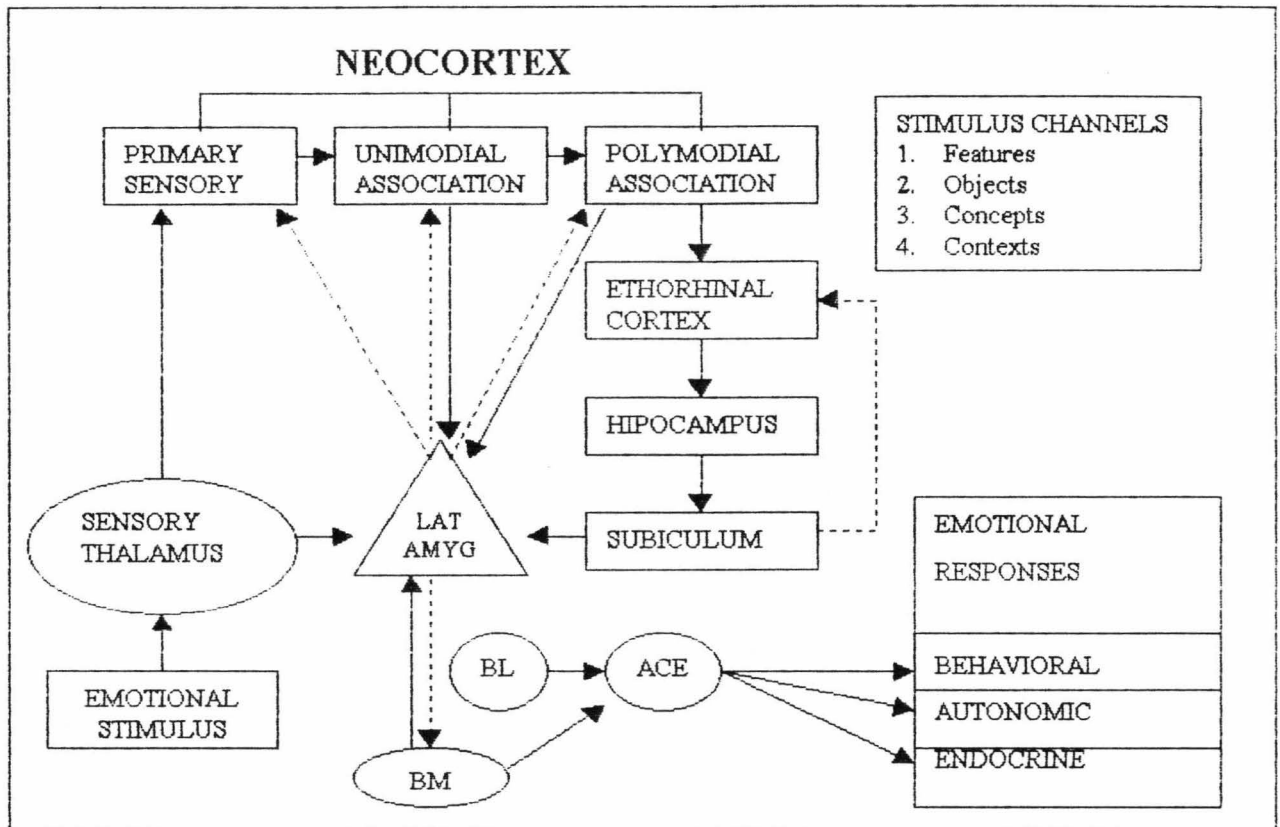 NEOCORTEX
PRIMARY
SENSORY
UNIMODIAL
ASSOCIATION
POLYMODIAL
ASSOCIATION
STIMULUS CHANNELS
1. Features
2. Objects
3. Concepts
4. Contexts
ETHORHINAL
CORTEX
HIPOCAMPUS
SENSORY
THALAMUS
LAT
AMYG
SUBICULUM
EMOTIONAL
RESPONSES
EMOTIONAL
STIMULUS
BL
ACE
BEHAVIORAL
AUTONOMIC
ENDOCRINE
BM